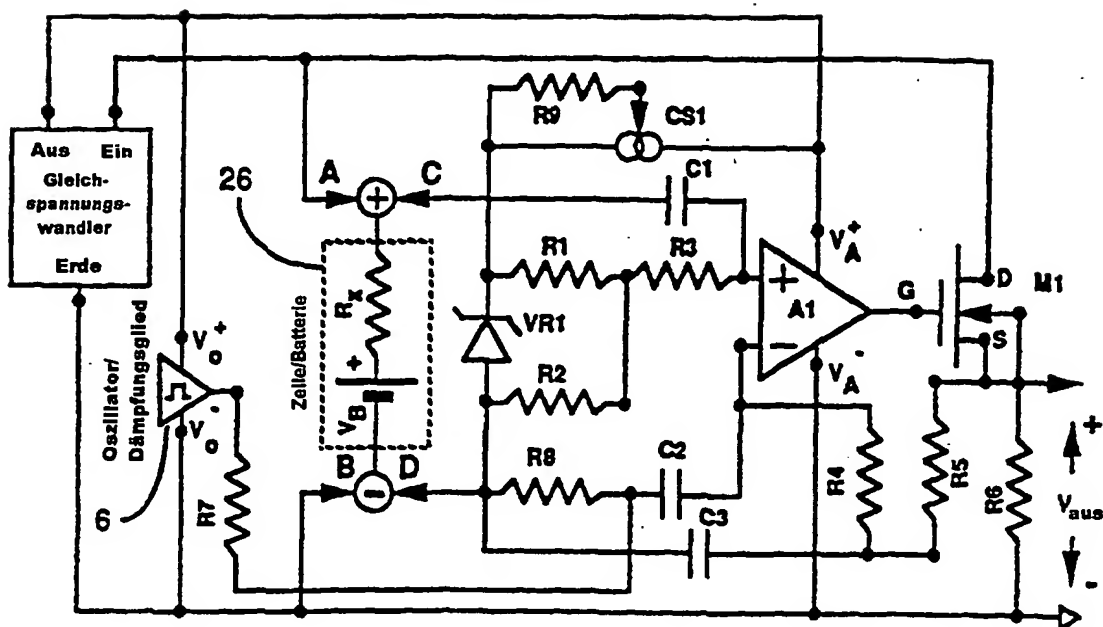 Aus Ein
Gleich-
spannungs-
wandler
Erde
26
A
C
R9
CS1
C1
R1
R3
V_A^+
A1
G
D
M1
S
V_A^-
VR1
R2
R_x
+
V_B
Zelle/Batterie
B
D
R8
C2
C3
R4
R5
R6
+
V_aus
-
V_o^+
V_o^-
Oszillator/
Dämpfungsglied
6
R7